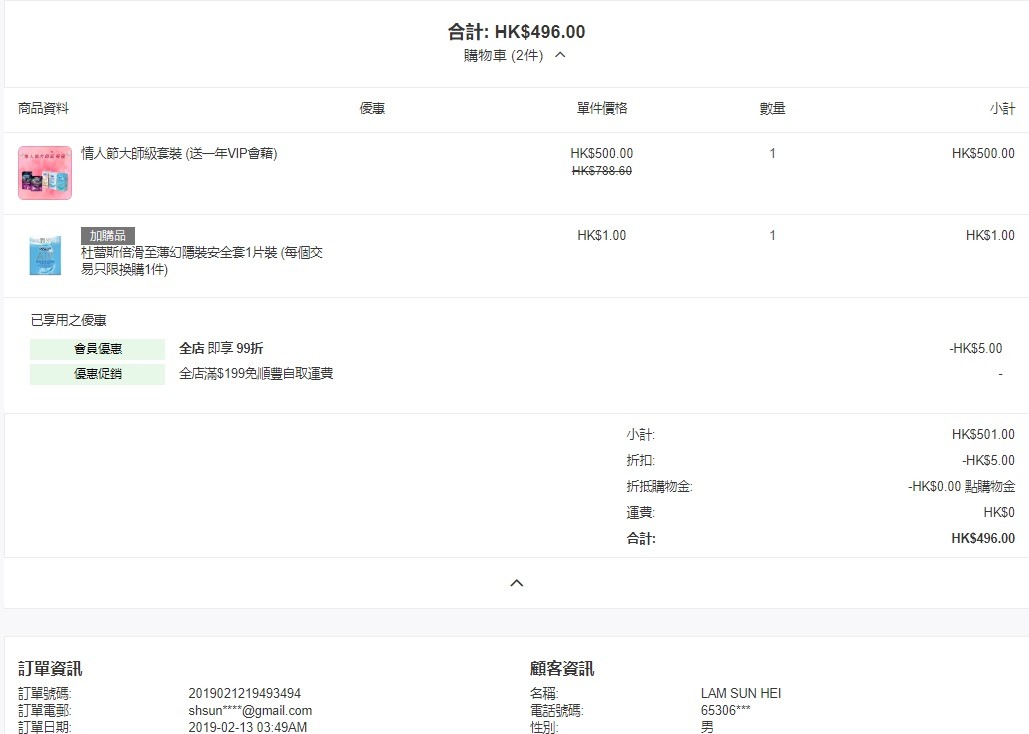 合計: HK$496.00
購物車 (2件)
商品資料 優惠 單件價格 數量 小計
情人節大師級套裝 (送一年VIP會藉) HK$500.00 1 HK$500.00
HK$788.60
加購品 HK$1.00 1 HK$1.00
杜蕾斯倍滑至薄幻隱裝安全套1片裝 (每個交
易只限換購1件)
已享用之優惠
會員優惠 全店 即享 99折 -HK$5.00
優惠促銷 全店滿$199免順豐自取運費 -
小計: HK$501.00
折扣: -HK$5.00
折抵購物金: -HK$0.00 點購物金
運費: HK$0
合計: HK$496.00
訂單資訊 顧客資訊
訂單號碼: 2019021219493494 名稱: LAM SUN HEI
訂單電郵: shsun****@gmail.com 電話號碼: 65306***
訂單日期: 2019-02-13 03:49AM 性別: 男